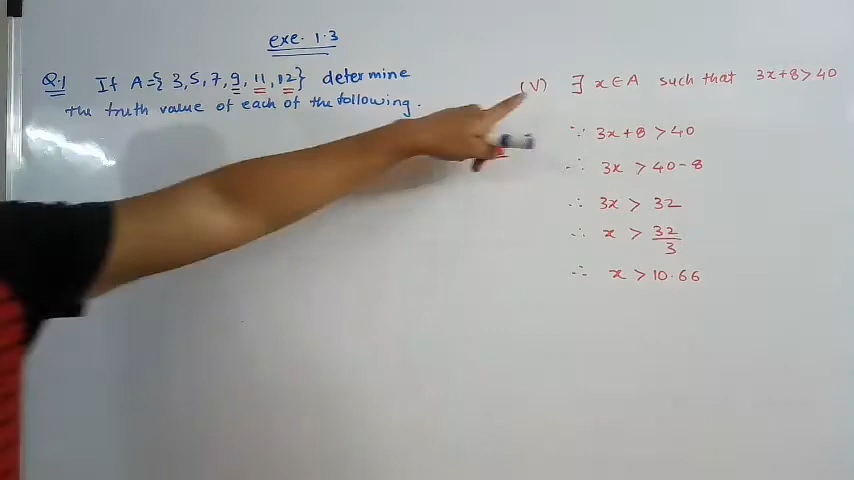 exe. 1.3
Q.1 If A={ 3,5,7,9,11,12} determine
the truth value of each of the following.
(V) ∃ x∈A such that 3x+8>40
∵ 3x+8 >40
∴ 3x > 40-8
∴ 3x > 32
∴ x > 32/3
∴ x > 10.66